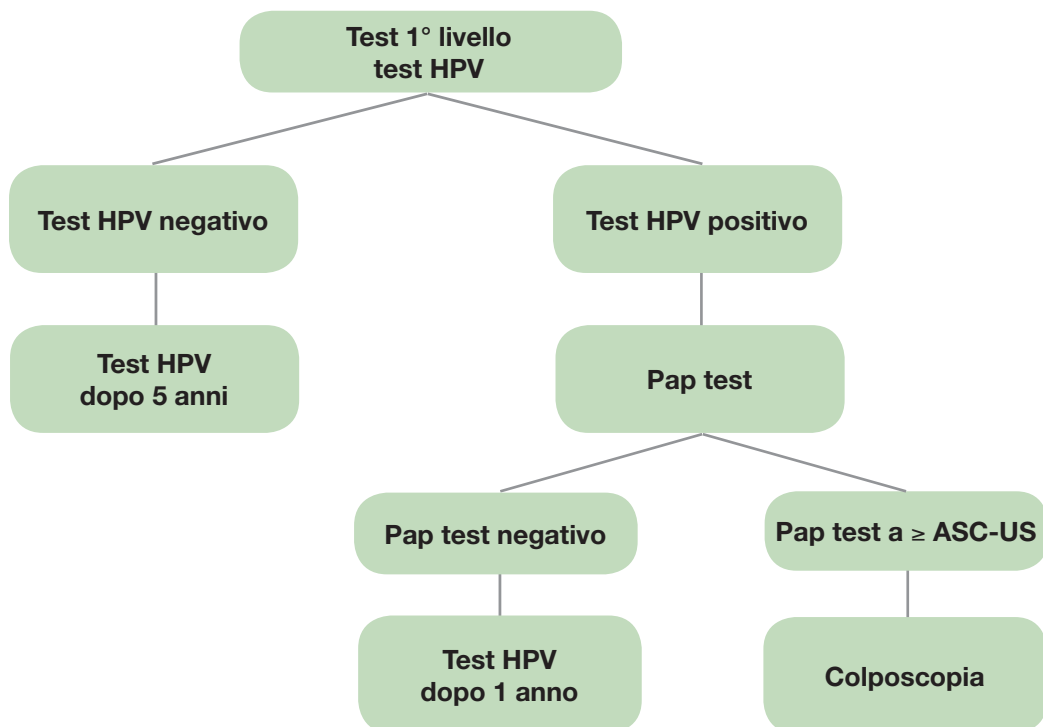 Test 1° livello
test HPV
Test HPV negativo
Test HPV positivo
Test HPV
dopo 5 anni
Pap test
Pap test negativo
Pap test a ≥ ASC-US
Test HPV
dopo 1 anno
Colposcopia